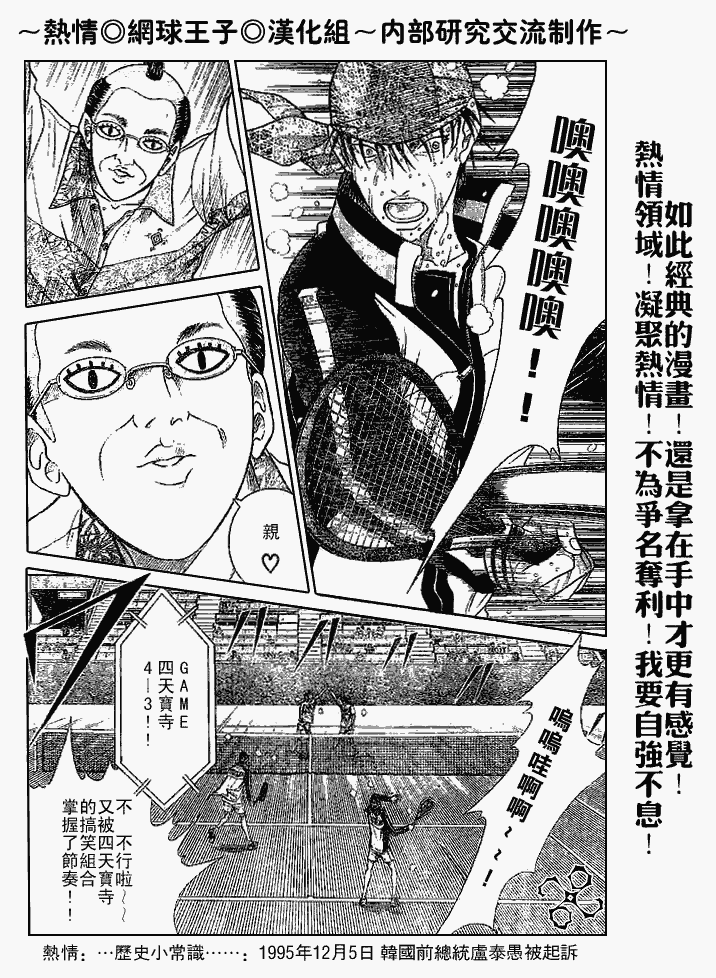 ～熱情◎網球王子◎漢化組～内部研究交流制作～
如此經典的漫畫！還是拿在手中才更有感覺！
熱情領域！凝聚熱情！不為爭名奪利！我要自強不息！
噢噢噢噢噢！！
親♡
GAME
四天寶寺
4—3！！
嗚嗚哇啊啊~~！
不 不行啦~~
又被四天寶寺
的搞笑組合
掌握了節奏！！
熱情：…歷史小常識……：1995年12月5日 韓國前總統盧泰愚被起訴